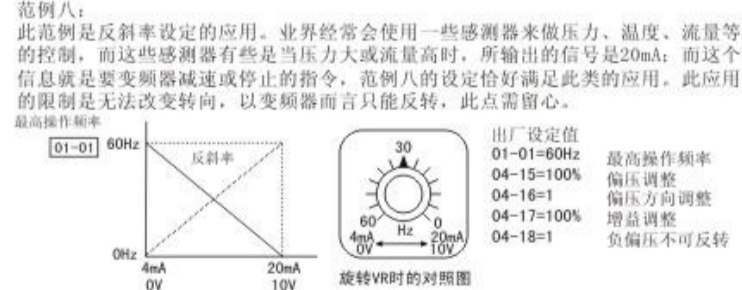 范例八：
此范例是反斜率设定的应用。业界经常会使用一些感测器来做压力、温度、流量等
的控制，而这些感测器有些是当压力大或流量高时，所输出的信号是20mA；而这个
信息就是要变频器减速或停止的指令，范例八的设定恰好满足此类的应用。此应用
的限制是无法改变转向，以变频器而言只能反转，此点需留心。
最高操作频率
01-01 60Hz
反斜率
0Hz
4mA 20mA
0V 10V
30
60 Hz 0
4mA 20mA
0V 10V
旋转VR时的对照图
出厂设定值
01-01=60Hz 最高操作频率
04-15=100% 偏压调整
04-16=1 偏压方向调整
04-17=100% 增益调整
04-18=1 负偏压不可反转